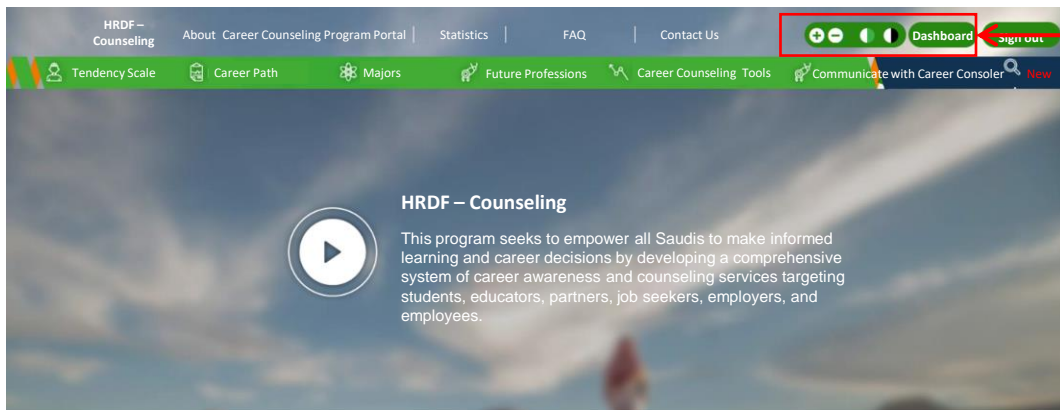 HRDF –
Counseling
About Career Counseling Program Portal
Statistics
FAQ
Contact Us
Dashboard
Sign out
Tendency Scale
Career Path
Majors
Future Professions
Career Counseling Tools
Communicate with Career Consoler
New
HRDF – Counseling
This program seeks to empower all Saudis to make informed
learning and career decisions by developing a comprehensive
system of career awareness and counseling services targeting
students, educators, partners, job seekers, employers, and
employees.